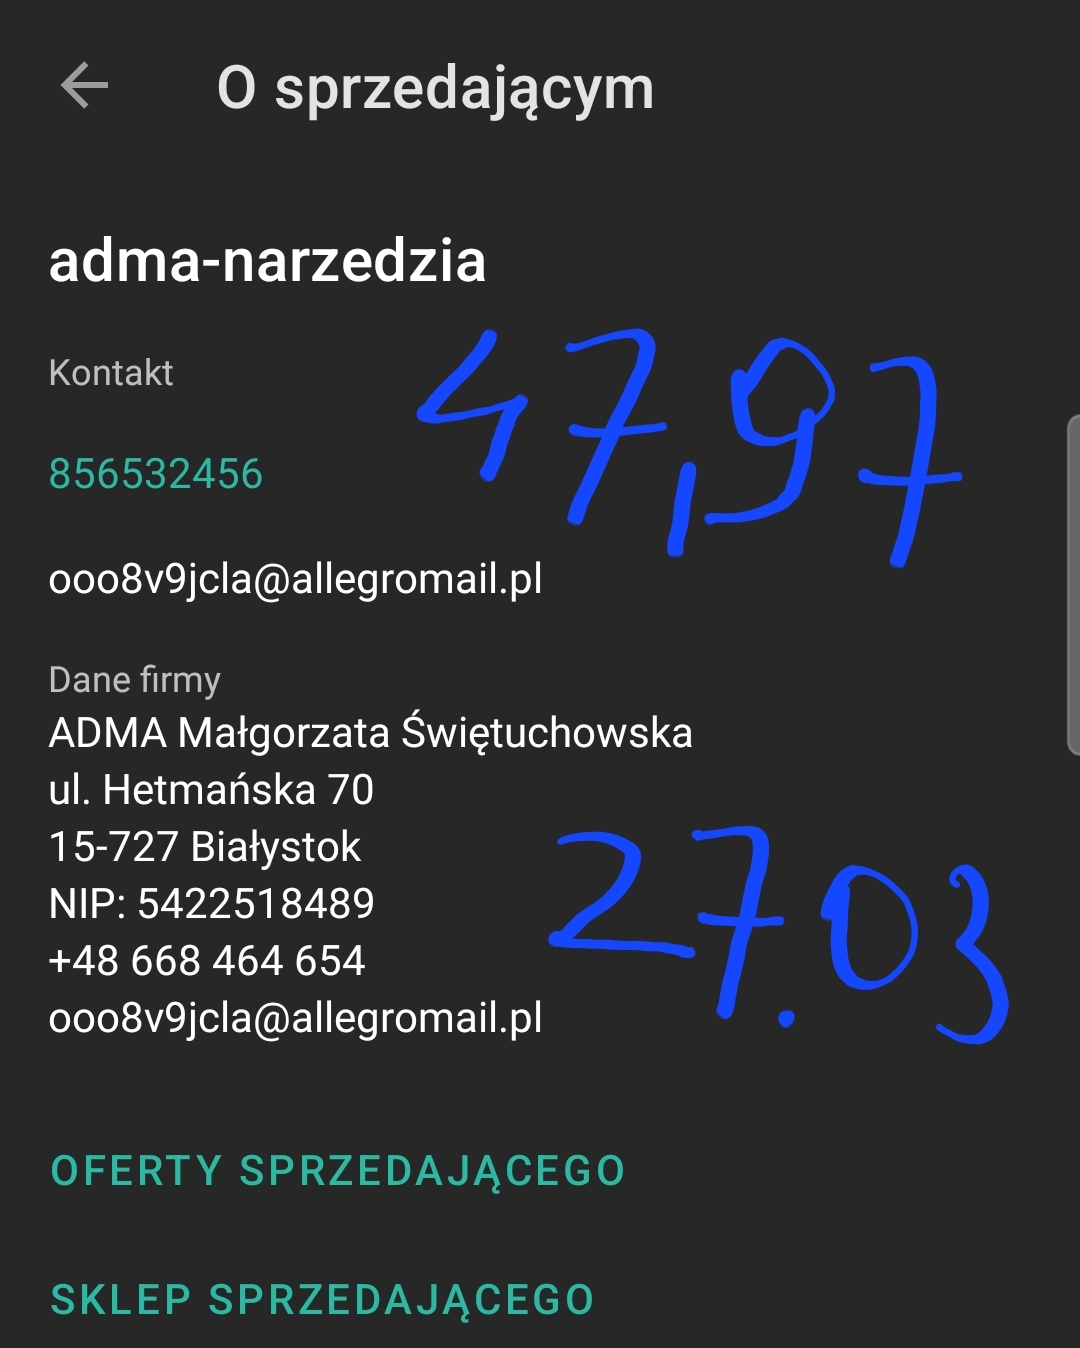 O sprzedającym
adma-narzedzia
Kontakt
47,97
856532456
ooo8v9jcla@allegromail.pl
Dane firmy
ADMA Małgorzata Świętuchowska
ul. Hetmańska 70
15-727 Białystok
NIP: 5422518489
27.03
+48 668 464 654
ooo8v9jcla@allegromail.pl
OFERTY SPRZEDAJĄCEGO
SKLEP SPRZEDAJĄCEGO